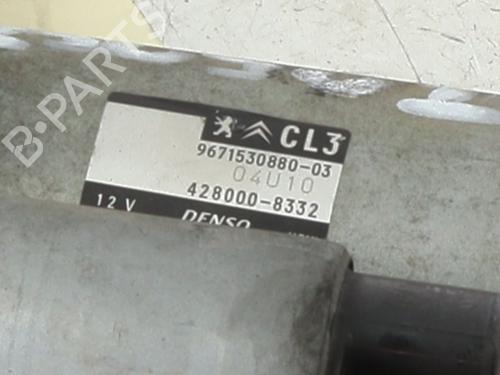 B-PARTS
CL3
9671530880-03
04U10
428000-8332
12 V
DENSO